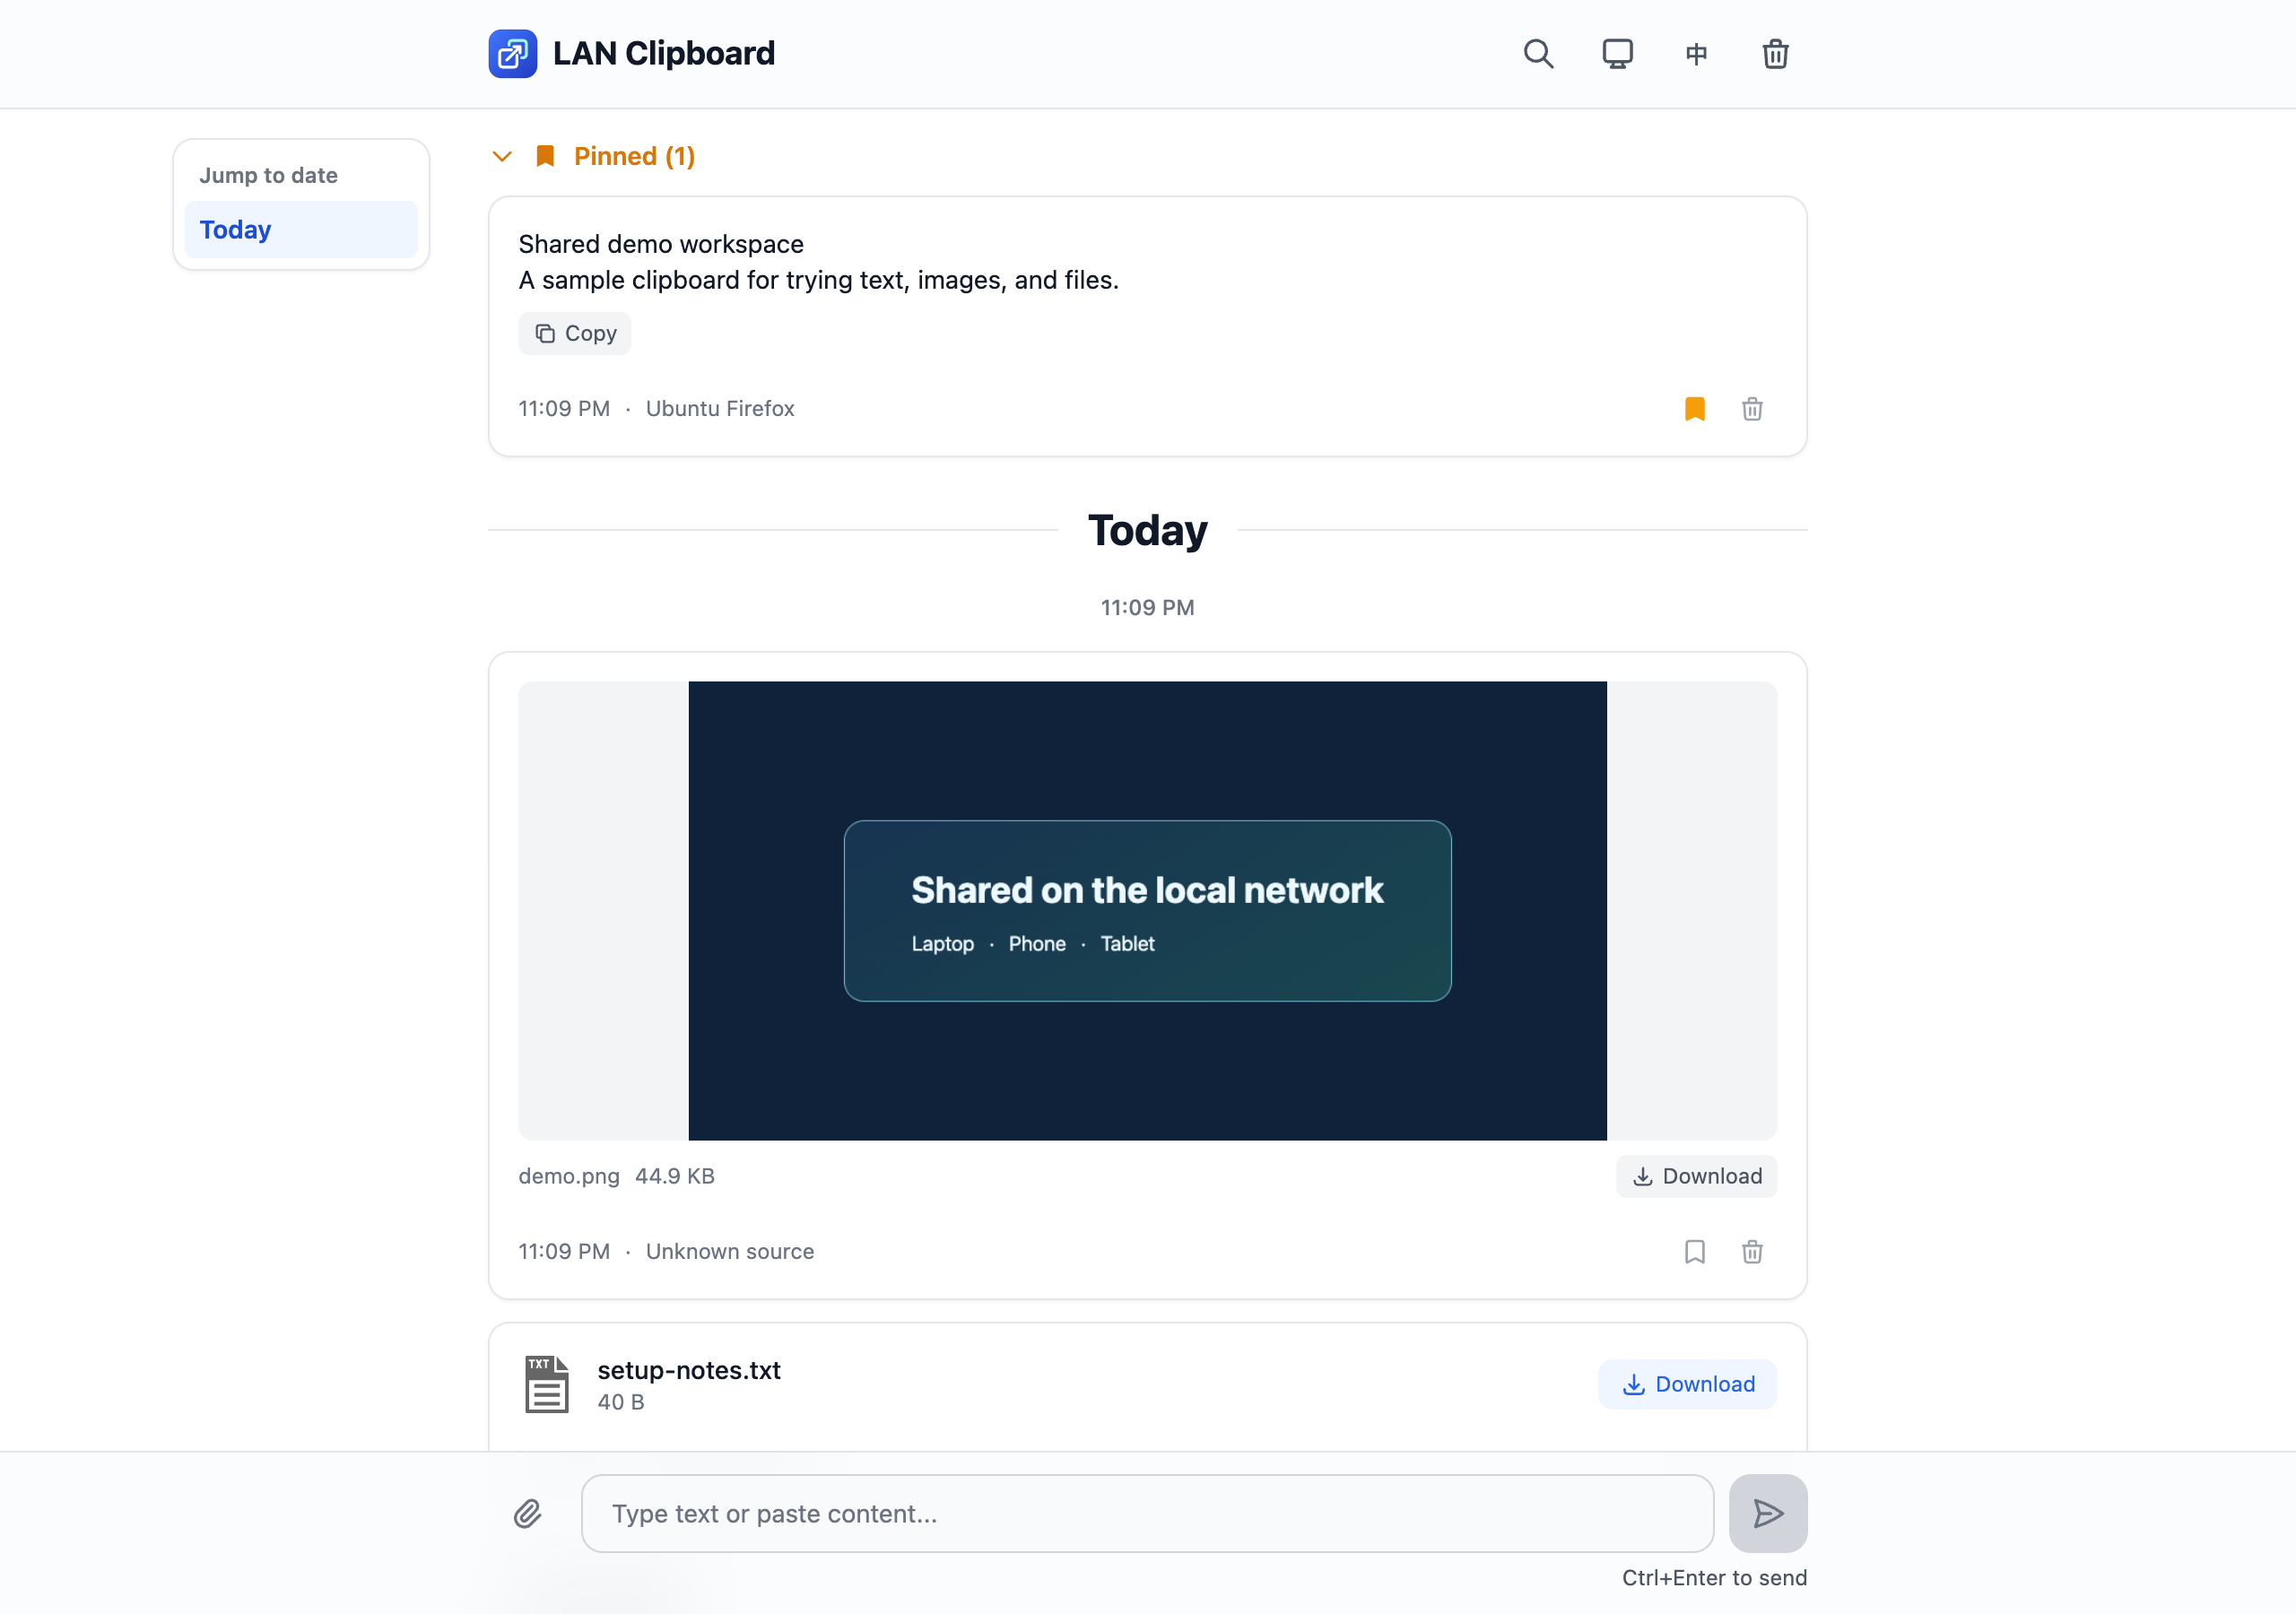 LAN Clipboard
中
Jump to date
Today
Pinned (1)
Shared demo workspace
A sample clipboard for trying text, images, and files.
Copy
11:09 PM · Ubuntu Firefox
Today
11:09 PM
Shared on the local network
Laptop · Phone · Tablet
demo.png 44.9 KB
Download
11:09 PM · Unknown source
TXT
setup-notes.txt
40 B
Download
Type text or paste content...
Ctrl+Enter to send